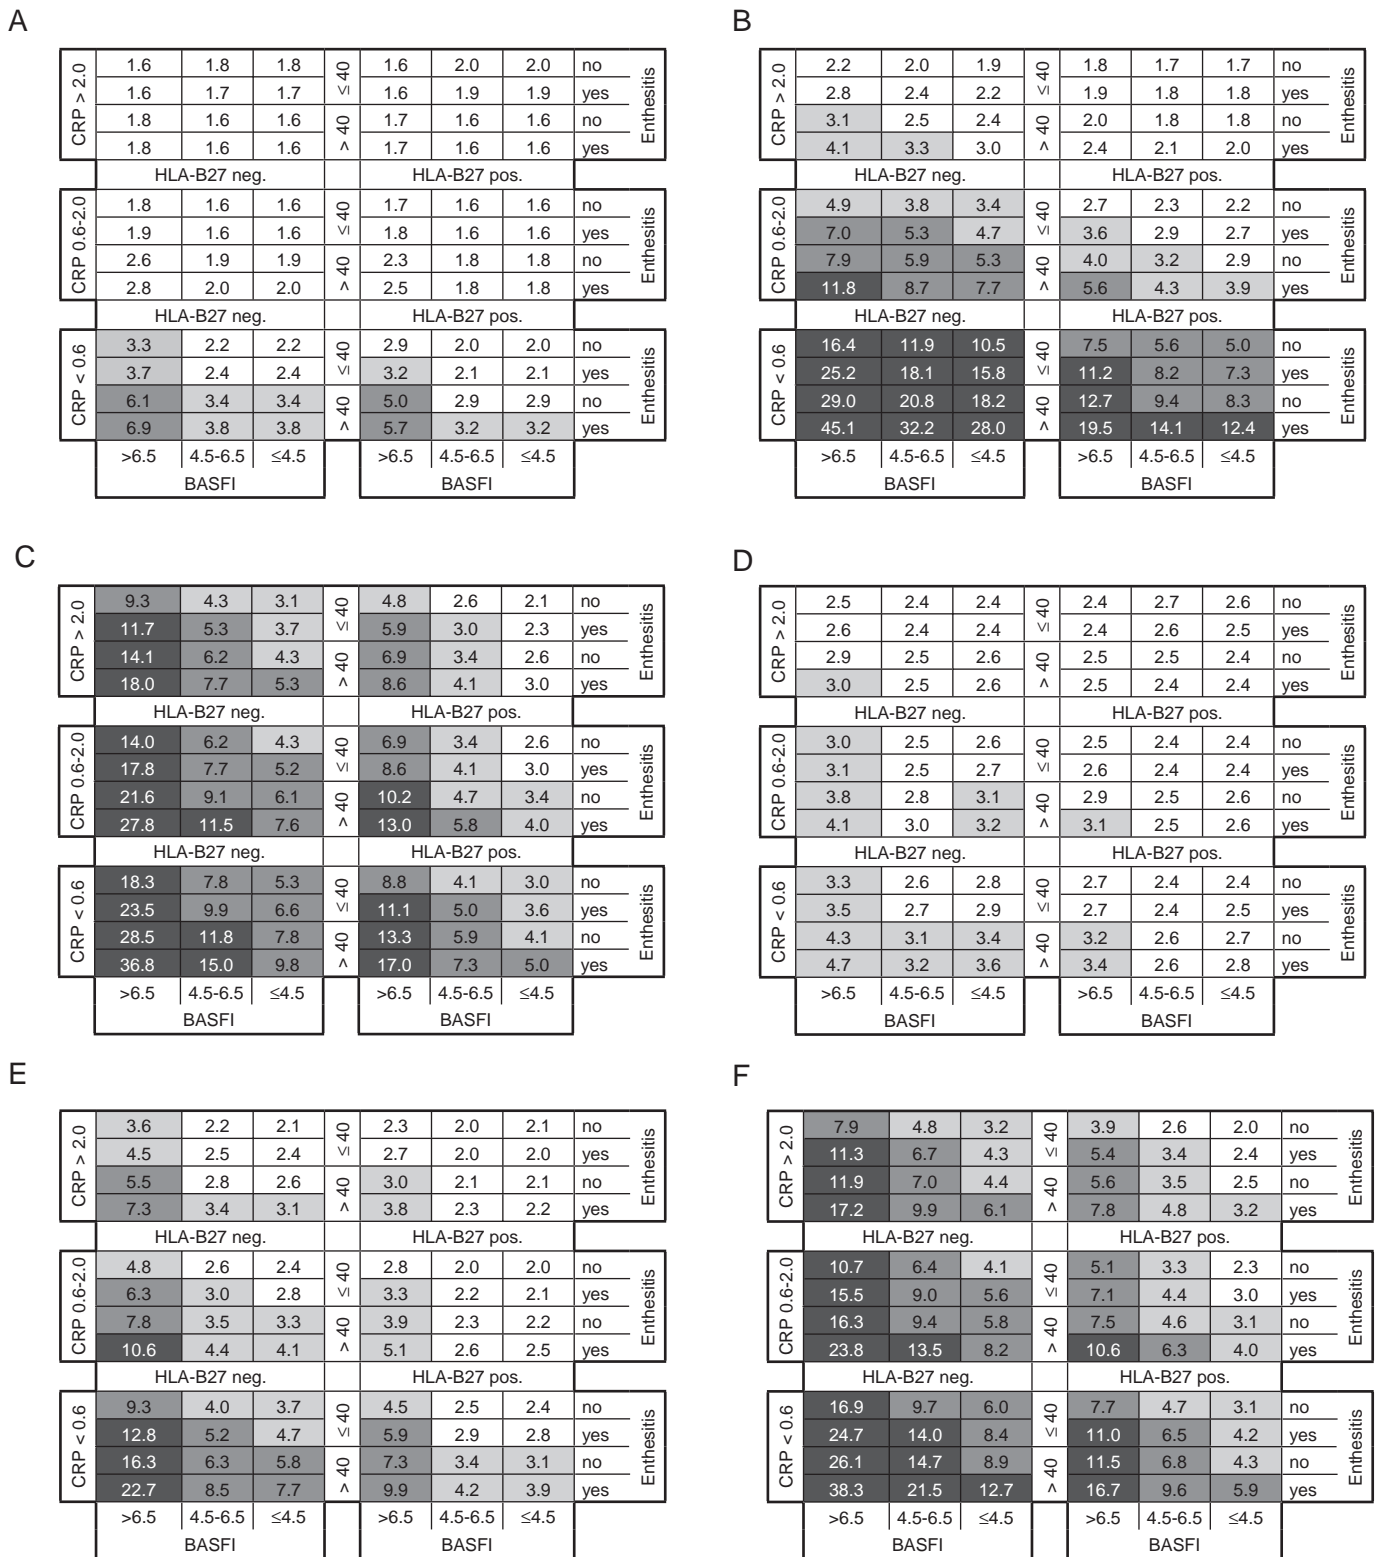 A
CRP > 2.0 1.6 1.8 1.8 ≤ 40 1.6 2.0 2.0 no Enthesitis
1.6 1.7 1.7 1.6 1.9 1.9 yes
1.8 1.6 1.6 > 40 1.7 1.6 1.6 no
1.8 1.6 1.6 1.7 1.6 1.6 yes
HLA-B27 neg. HLA-B27 pos.
CRP 0.6-2.0 1.8 1.6 1.6 ≤ 40 1.7 1.6 1.6 no Enthesitis
1.9 1.6 1.6 1.8 1.6 1.6 yes
2.6 1.9 1.9 > 40 2.3 1.8 1.8 no
2.8 2.0 2.0 2.5 1.8 1.8 yes
HLA-B27 neg. HLA-B27 pos.
CRP < 0.6 3.3 2.2 2.2 ≤ 40 2.9 2.0 2.0 no Enthesitis
3.7 2.4 2.4 3.2 2.1 2.1 yes
6.1 3.4 3.4 > 40 5.0 2.9 2.9 no
6.9 3.8 3.8 5.7 3.2 3.2 yes
>6.5 4.5-6.5 ≤4.5 >6.5 4.5-6.5 ≤4.5
BASFI BASFI
B
CRP > 2.0 2.2 2.0 1.9 ≤ 40 1.8 1.7 1.7 no Enthesitis
2.8 2.4 2.2 1.9 1.8 1.8 yes
3.1 2.5 2.4 > 40 2.0 1.8 1.8 no
4.1 3.3 3.0 2.4 2.1 2.0 yes
HLA-B27 neg. HLA-B27 pos.
CRP 0.6-2.0 4.9 3.8 3.4 ≤ 40 2.7 2.3 2.2 no Enthesitis
7.0 5.3 4.7 3.6 2.9 2.7 yes
7.9 5.9 5.3 > 40 4.0 3.2 2.9 no
11.8 8.7 7.7 5.6 4.3 3.9 yes
HLA-B27 neg. HLA-B27 pos.
CRP < 0.6 16.4 11.9 10.5 ≤ 40 7.5 5.6 5.0 no Enthesitis
25.2 18.1 15.8 11.2 8.2 7.3 yes
29.0 20.8 18.2 > 40 12.7 9.4 8.3 no
45.1 32.2 28.0 19.5 14.1 12.4 yes
>6.5 4.5-6.5 ≤4.5 >6.5 4.5-6.5 ≤4.5
BASFI BASFI
C
CRP > 2.0 9.3 4.3 3.1 ≤ 40 4.8 2.6 2.1 no Enthesitis
11.7 5.3 3.7 5.9 3.0 2.3 yes
14.1 6.2 4.3 > 40 6.9 3.4 2.6 no
18.0 7.7 5.3 8.6 4.1 3.0 yes
HLA-B27 neg. HLA-B27 pos.
CRP 0.6-2.0 14.0 6.2 4.3 ≤ 40 6.9 3.4 2.6 no Enthesitis
17.8 7.7 5.2 8.6 4.1 3.0 yes
21.6 9.1 6.1 > 40 10.2 4.7 3.4 no
27.8 11.5 7.6 13.0 5.8 4.0 yes
HLA-B27 neg. HLA-B27 pos.
CRP < 0.6 18.3 7.8 5.3 ≤ 40 8.8 4.1 3.0 no Enthesitis
23.5 9.9 6.6 11.1 5.0 3.6 yes
28.5 11.8 7.8 > 40 13.3 5.9 4.1 no
36.8 15.0 9.8 17.0 7.3 5.0 yes
>6.5 4.5-6.5 ≤4.5 >6.5 4.5-6.5 ≤4.5
BASFI BASFI
D
CRP > 2.0 2.5 2.4 2.4 ≤ 40 2.4 2.7 2.6 no Enthesitis
2.6 2.4 2.4 2.4 2.6 2.5 yes
2.9 2.5 2.6 > 40 2.5 2.5 2.4 no
3.0 2.5 2.6 2.5 2.4 2.4 yes
HLA-B27 neg. HLA-B27 pos.
CRP 0.6-2.0 3.0 2.5 2.6 ≤ 40 2.5 2.4 2.4 no Enthesitis
3.1 2.5 2.7 2.6 2.4 2.4 yes
3.8 2.8 3.1 > 40 2.9 2.5 2.6 no
4.1 3.0 3.2 3.1 2.5 2.6 yes
HLA-B27 neg. HLA-B27 pos.
CRP < 0.6 3.3 2.6 2.8 ≤ 40 2.7 2.4 2.4 no Enthesitis
3.5 2.7 2.9 2.7 2.4 2.5 yes
4.3 3.1 3.4 > 40 3.2 2.6 2.7 no
4.7 3.2 3.6 3.4 2.6 2.8 yes
>6.5 4.5-6.5 ≤4.5 >6.5 4.5-6.5 ≤4.5
BASFI BASFI
E
CRP > 2.0 3.6 2.2 2.1 ≤ 40 2.3 2.0 2.1 no Enthesitis
4.5 2.5 2.4 2.7 2.0 2.0 yes
5.5 2.8 2.6 > 40 3.0 2.1 2.1 no
7.3 3.4 3.1 3.8 2.3 2.2 yes
HLA-B27 neg. HLA-B27 pos.
CRP 0.6-2.0 4.8 2.6 2.4 ≤ 40 2.8 2.0 2.0 no Enthesitis
6.3 3.0 2.8 3.3 2.2 2.1 yes
7.8 3.5 3.3 > 40 3.9 2.3 2.2 no
10.6 4.4 4.1 5.1 2.6 2.5 yes
HLA-B27 neg. HLA-B27 pos.
CRP < 0.6 9.3 4.0 3.7 ≤ 40 4.5 2.5 2.4 no Enthesitis
12.8 5.2 4.7 5.9 2.9 2.8 yes
16.3 6.3 5.8 > 40 7.3 3.4 3.1 no
22.7 8.5 7.7 9.9 4.2 3.9 yes
>6.5 4.5-6.5 ≤4.5 >6.5 4.5-6.5 ≤4.5
BASFI BASFI
F
CRP > 2.0 7.9 4.8 3.2 ≤ 40 3.9 2.6 2.0 no Enthesitis
11.3 6.7 4.3 5.4 3.4 2.4 yes
11.9 7.0 4.4 > 40 5.6 3.5 2.5 no
17.2 9.9 6.1 7.8 4.8 3.2 yes
HLA-B27 neg. HLA-B27 pos.
CRP 0.6-2.0 10.7 6.4 4.1 ≤ 40 5.1 3.3 2.3 no Enthesitis
15.5 9.0 5.6 7.1 4.4 3.0 yes
16.3 9.4 5.8 > 40 7.5 4.6 3.1 no
23.8 13.5 8.2 10.6 6.3 4.0 yes
HLA-B27 neg. HLA-B27 pos.
CRP < 0.6 16.9 9.7 6.0 ≤ 40 7.7 4.7 3.1 no Enthesitis
24.7 14.0 8.4 11.0 6.5 4.2 yes
26.1 14.7 8.9 > 40 11.5 6.8 4.3 no
38.3 21.5 12.7 16.7 9.6 5.9 yes
>6.5 4.5-6.5 ≤4.5 >6.5 4.5-6.5 ≤4.5
BASFI BASFI